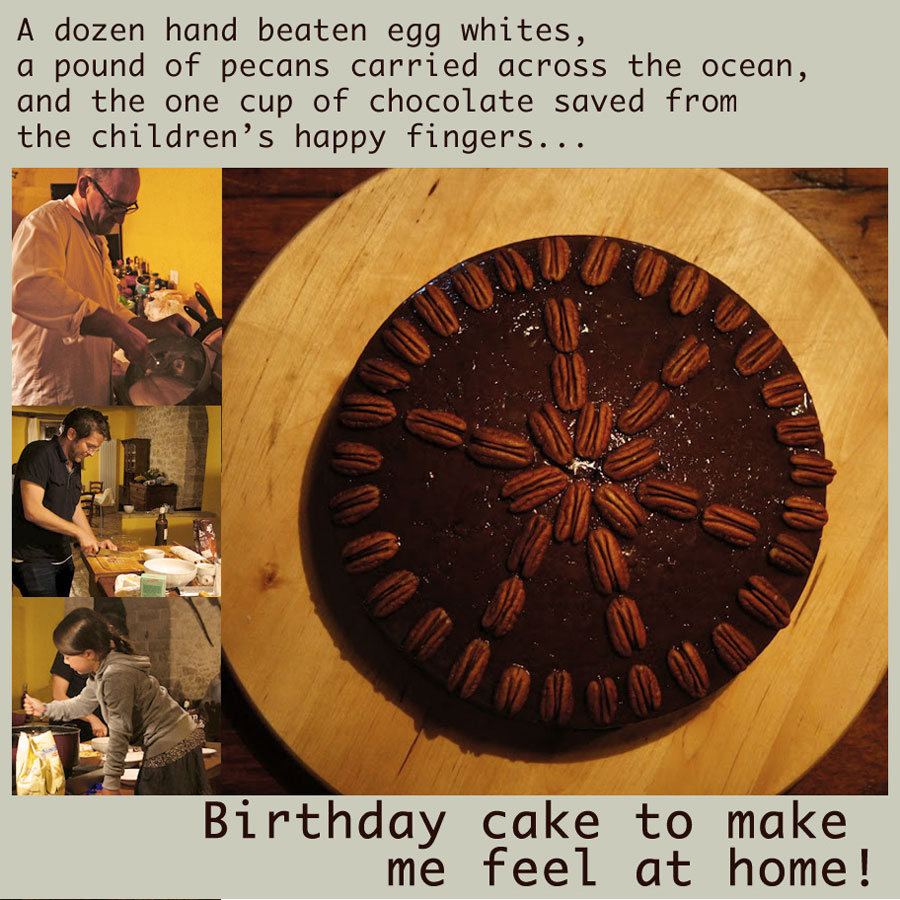 A dozen hand beaten egg whites,
a pound of pecans carried across the ocean,
and the one cup of chocolate saved from
the children’s happy fingers...
Birthday cake to make
me feel at home!